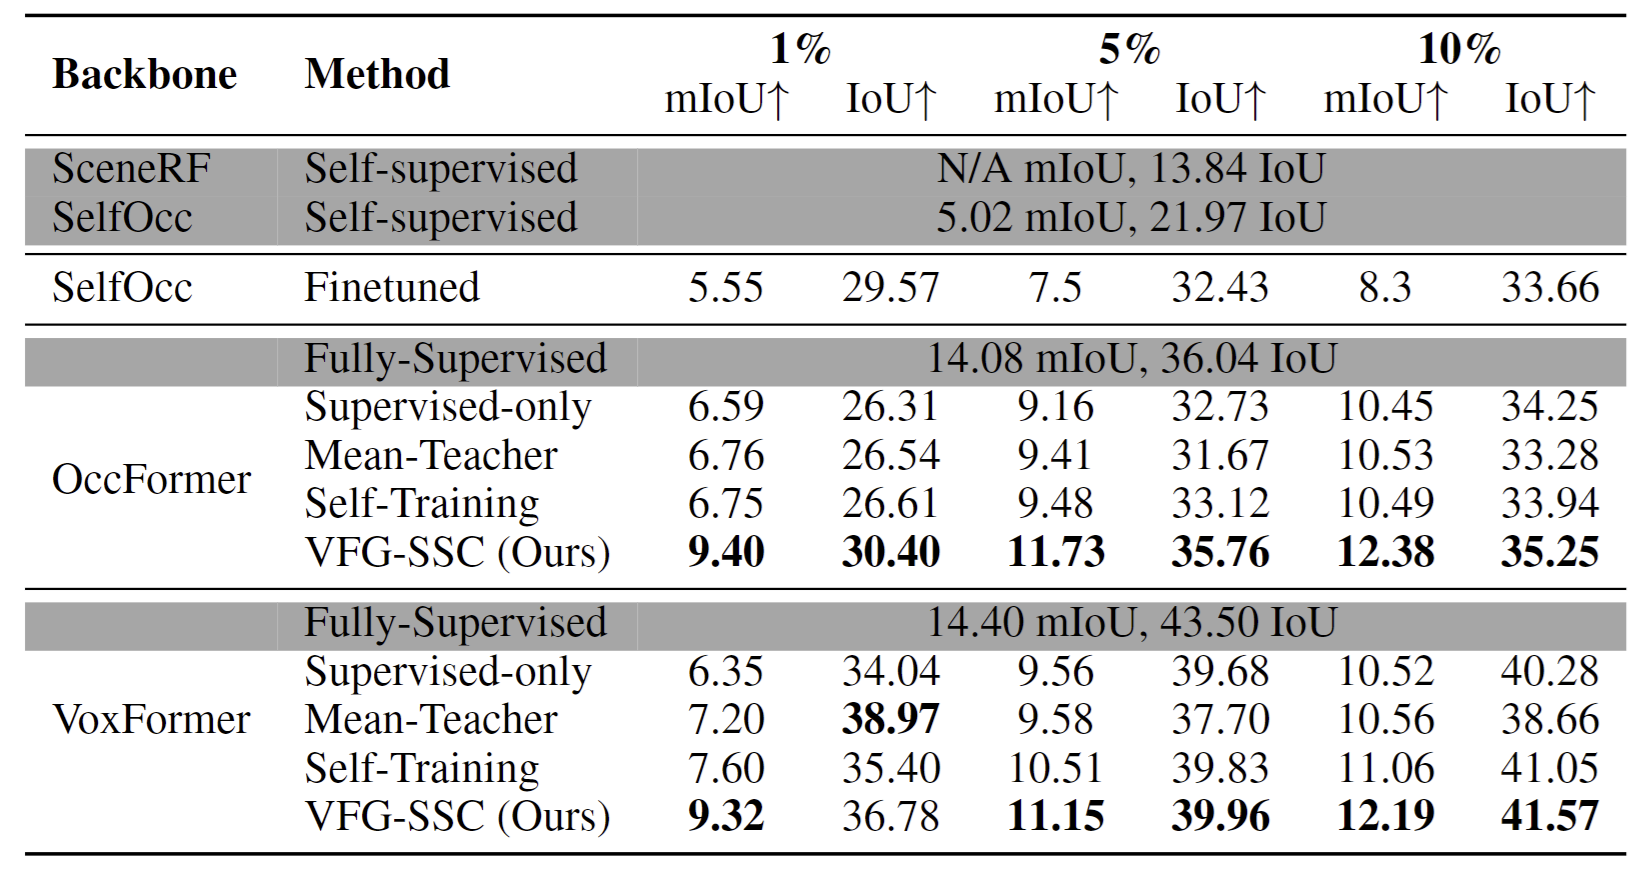 Backbone Method 1% 5% 10%
mIoU↑ IoU↑ mIoU↑ IoU↑ mIoU↑ IoU↑
SceneRF Self-supervised N/A mIoU, 13.84 IoU
SelfOcc Self-supervised 5.02 mIoU, 21.97 IoU
SelfOcc Finetuned 5.55 29.57 7.5 32.43 8.3 33.66
Fully-Supervised 14.08 mIoU, 36.04 IoU
OccFormer
Supervised-only 6.59 26.31 9.16 32.73 10.45 34.25
Mean-Teacher 6.76 26.54 9.41 31.67 10.53 33.28
Self-Training 6.75 26.61 9.48 33.12 10.49 33.94
VFG-SSC (Ours) 9.40 30.40 11.73 35.76 12.38 35.25
Fully-Supervised 14.40 mIoU, 43.50 IoU
VoxFormer
Supervised-only 6.35 34.04 9.56 39.68 10.52 40.28
Mean-Teacher 7.20 38.97 9.58 37.70 10.56 38.66
Self-Training 7.60 35.40 10.51 39.83 11.06 41.05
VFG-SSC (Ours) 9.32 36.78 11.15 39.96 12.19 41.57